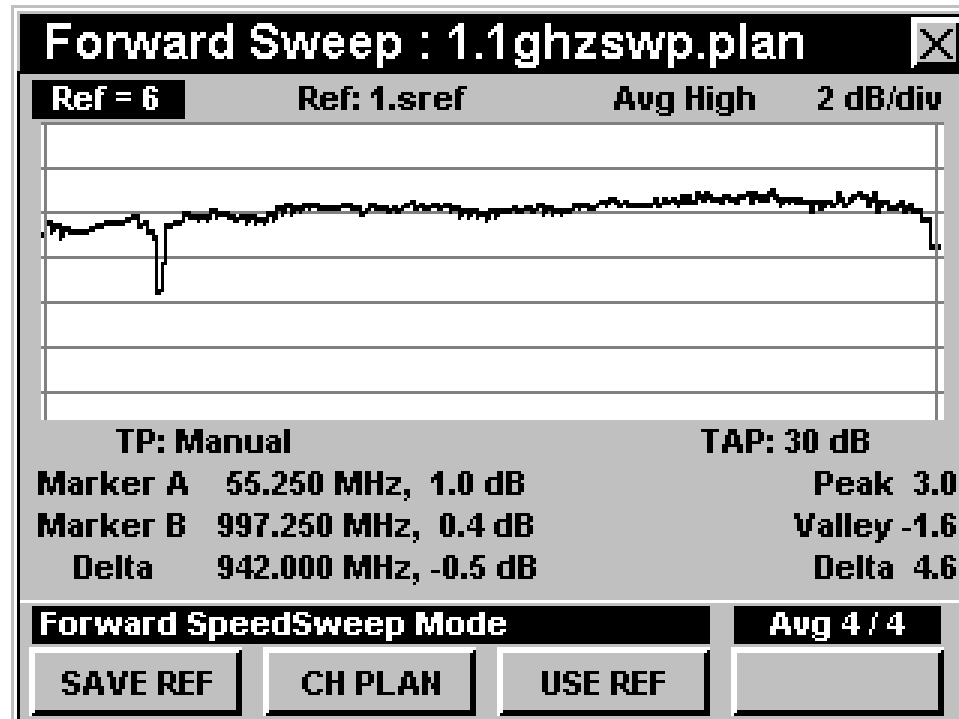 Forward Sweep : 1.1ghzswp.plan
Ref = 6 Ref: 1.sref Avg High 2 dB/div
TP: Manual TAP: 30 dB
Marker A 55.250 MHz, 1.0 dB Peak 3.0
Marker B 997.250 MHz, 0.4 dB Valley -1.6
Delta 942.000 MHz, -0.5 dB Delta 4.6
Forward SpeedSweep Mode Avg 4 / 4
SAVE REF CH PLAN USE REF